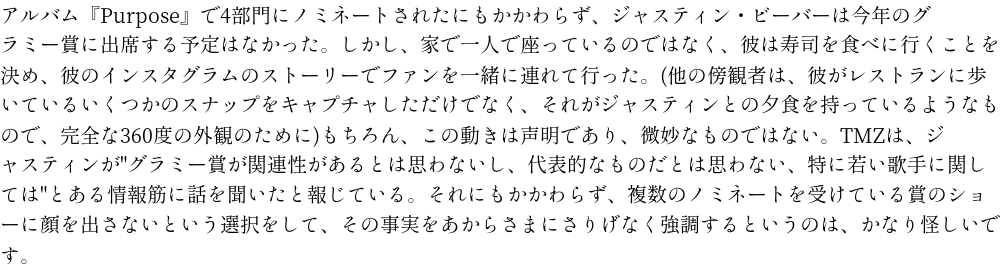 アルバム『Purpose』で4部門にノミネートされたにもかかわらず、ジャスティン・ビーバーは今年のグ
ラミー賞に出席する予定はなかった。しかし、家で一人で座っているのではなく、彼は寿司を食べに行くことを
決め、彼のインスタグラムのストーリーでファンを一緒に連れて行った。(他の傍観者は、彼がレストランに歩
いているいくつかのスナップをキャプチャしただけでなく、それがジャスティンとの夕食を持っているようなも
ので、完全な360度の外観のために)もちろん、この動きは声明であり、微妙なものではない。TMZは、ジ
ャスティンが"グラミー賞が関連性があるとは思わないし、代表的なものだとは思わない、特に若い歌手に関し
ては"とある情報筋に話を聞いたと報じている。それにもかかわらず、複数のノミネートを受けている賞のショ
ーに顔を出さないという選択をして、その事実をあからさまにさりげなく強調するというのは、かなり怪しいで
す。